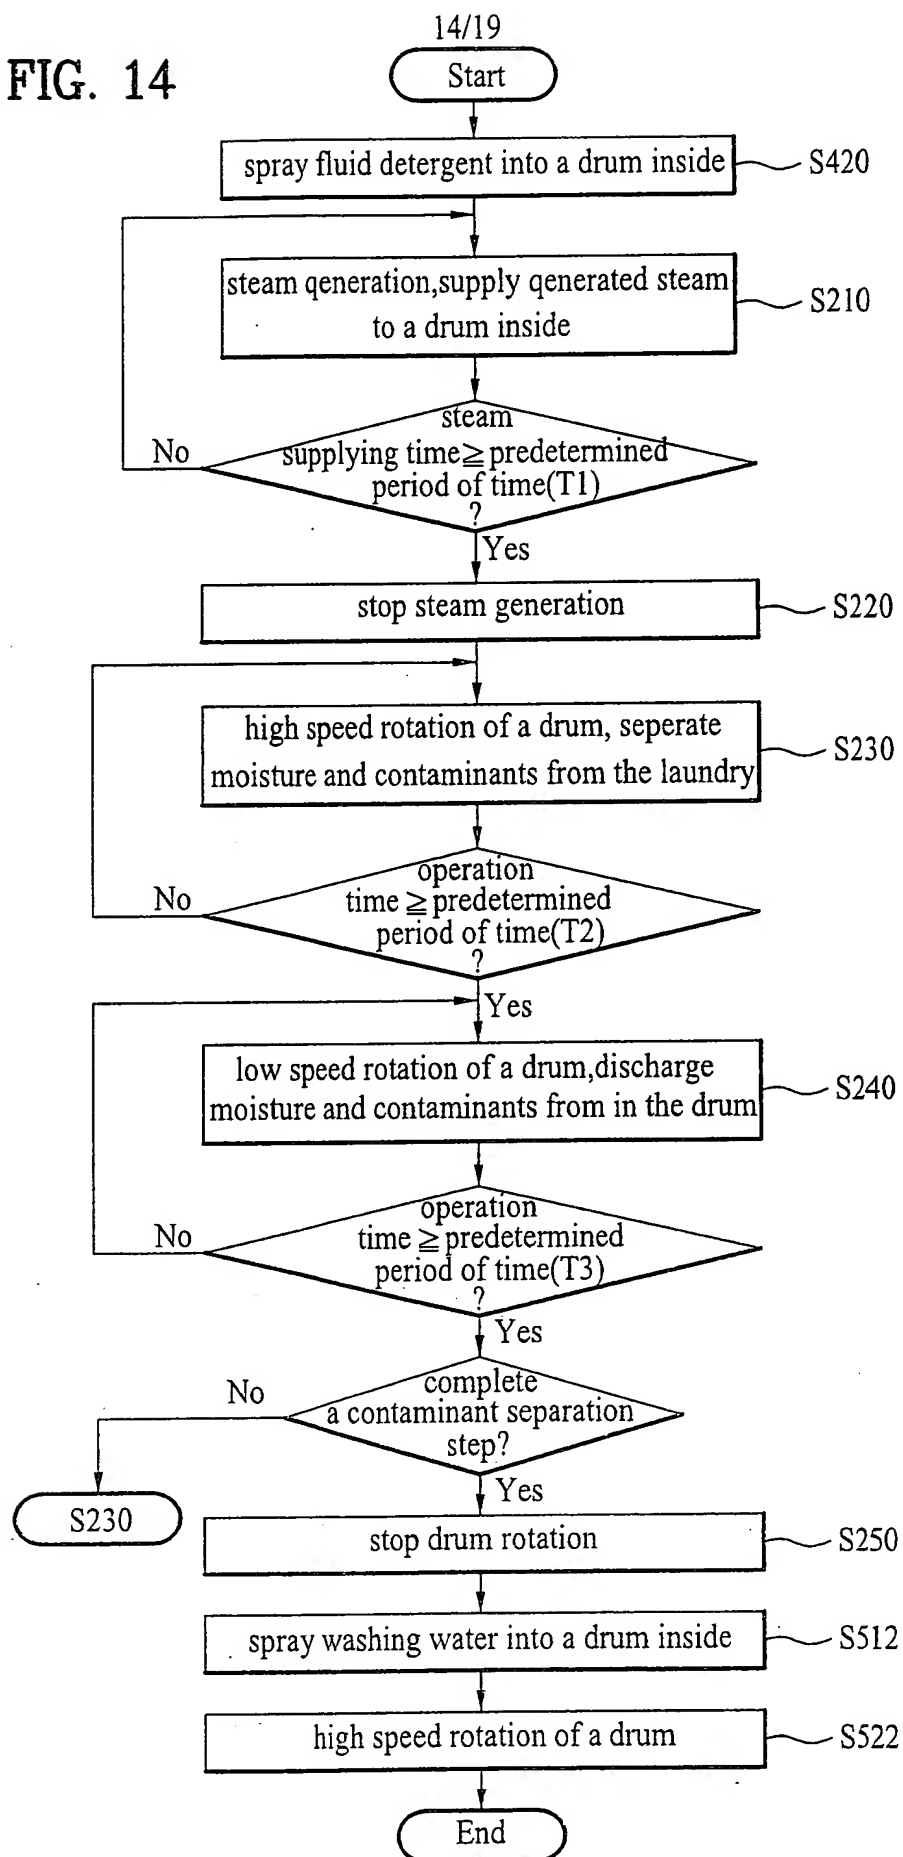 14/19
FIG. 14
Start
spray fluid detergent into a drum inside
S420
steam qeneration,supply qenerated steam
to a drum inside
S210
steam
supplying time≧predetermined
period of time(T1)
?
No
Yes
stop steam generation
S220
high speed rotation of a drum, seperate
moisture and contaminants from the laundry
S230
operation
time≧predetermined
period of time(T2)
?
No
Yes
low speed rotation of a drum,discharge
moisture and contaminants from in the drum
S240
operation
time≧predetermined
period of time(T3)
?
No
Yes
complete
a contaminant separation
step?
No
Yes
S230
stop drum rotation
S250
spray washing water into a drum inside
S512
high speed rotation of a drum
S522
End